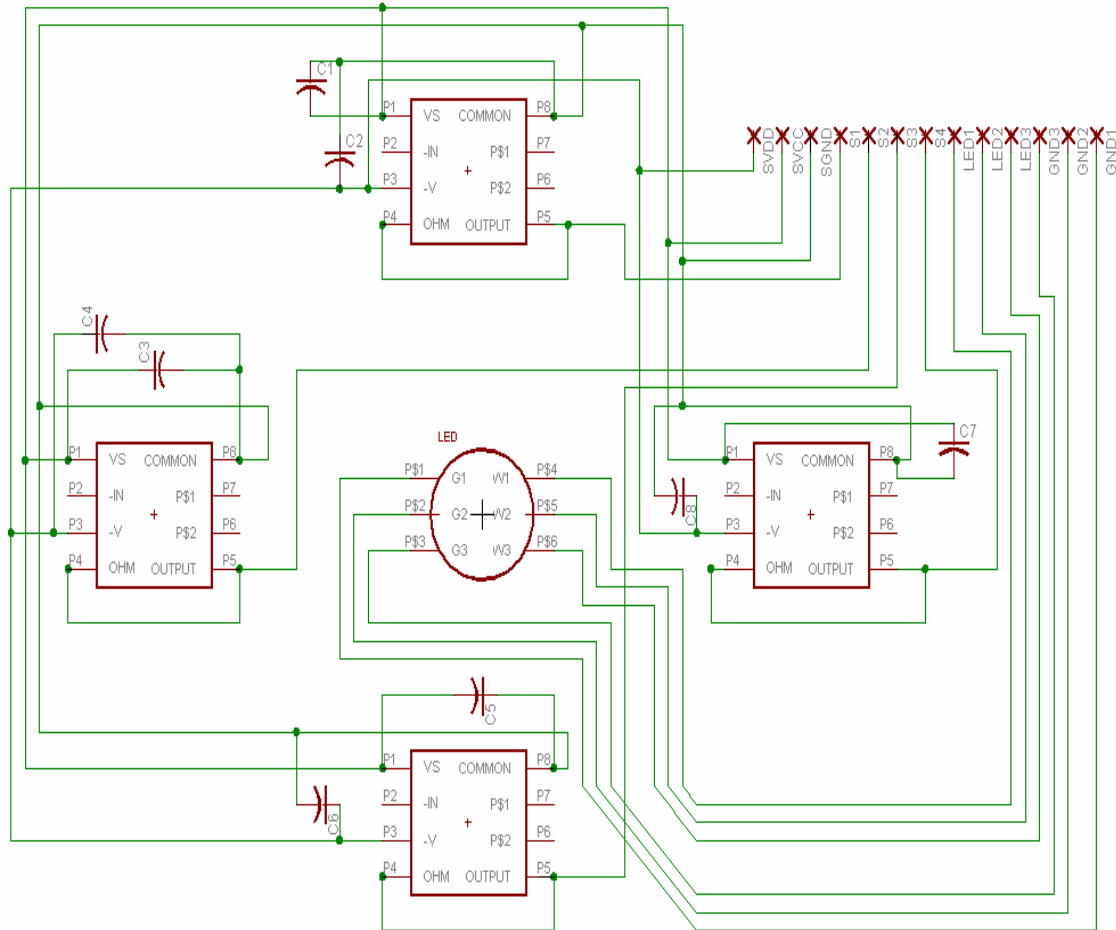 C1
C2
P1 VS COMMON P8
P2 -IN P$1 P7
P3 -V P$2 P6
P4 OHM OUTPUT P5
SVDD
SVCC
SGND
S1
S2
S3
S4
LED1
LED2
LED3
GND3
GND2
GND1
C4
C3
P1 VS COMMON P8
P2 -IN P$1 P7
P3 -V P$2 P6
P4 OHM OUTPUT P5
LED
P$1 G1 W1 P$4
P$2 G2 W2 P$5
P$3 G3 W3 P$6
C7
C8
P1 VS COMMON P8
P2 -IN P$1 P7
P3 -V P$2 P6
P4 OHM OUTPUT P5
C5
C6
P1 VS COMMON P8
P2 -IN P$1 P7
P3 -V P$2 P6
P4 OHM OUTPUT P5